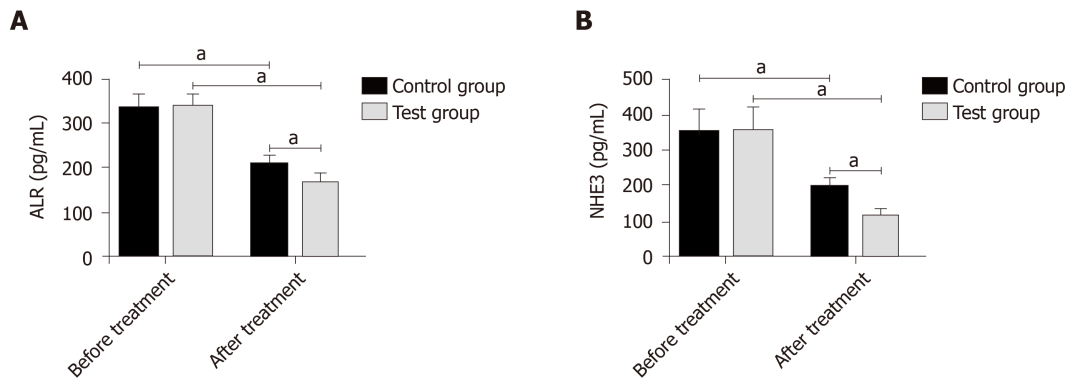 A
ALR (pg/mL)
400
300
200
100
0
a
a
a
Before treatment
After treatment
Control group
Test group
B
NHE3 (pg/mL)
500
400
300
200
100
0
a
a
a
Before treatment
After treatment
Control group
Test group